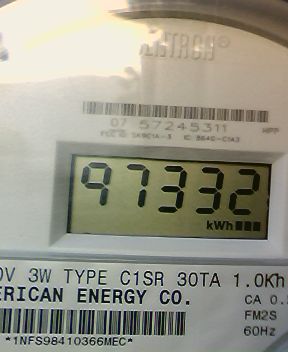 07 57245311
HPP
97332
kWh
0V 3W TYPE C1SR 30TA 1.0Kh
ERICAN ENERGY CO.
CA 0.
FM2S
60Hz
*1NFS98410366MEC*